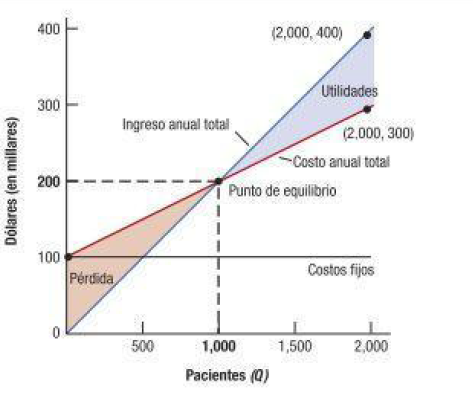 400
(2,000, 400)
Utilidades
300
Ingreso anual total
(2,000, 300)
Costo anual total
200
Punto de equilibrio
Dólares (en millares)
100
Costos fijos
Pérdida
0
500
1,000
1,500
2,000
Pacientes (Q)